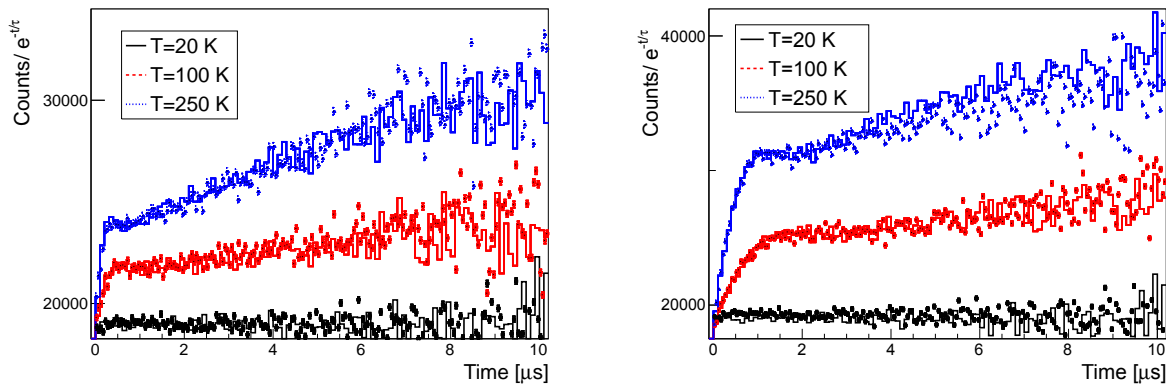 Counts/ e^{-t/τ}
30000
20000
T=20 K
T=100 K
T=250 K
0 2 4 6 8 10
Time [μs]
Counts/ e^{-t/τ}
40000
20000
T=20 K
T=100 K
T=250 K
0 2 4 6 8 10
Time [μs]